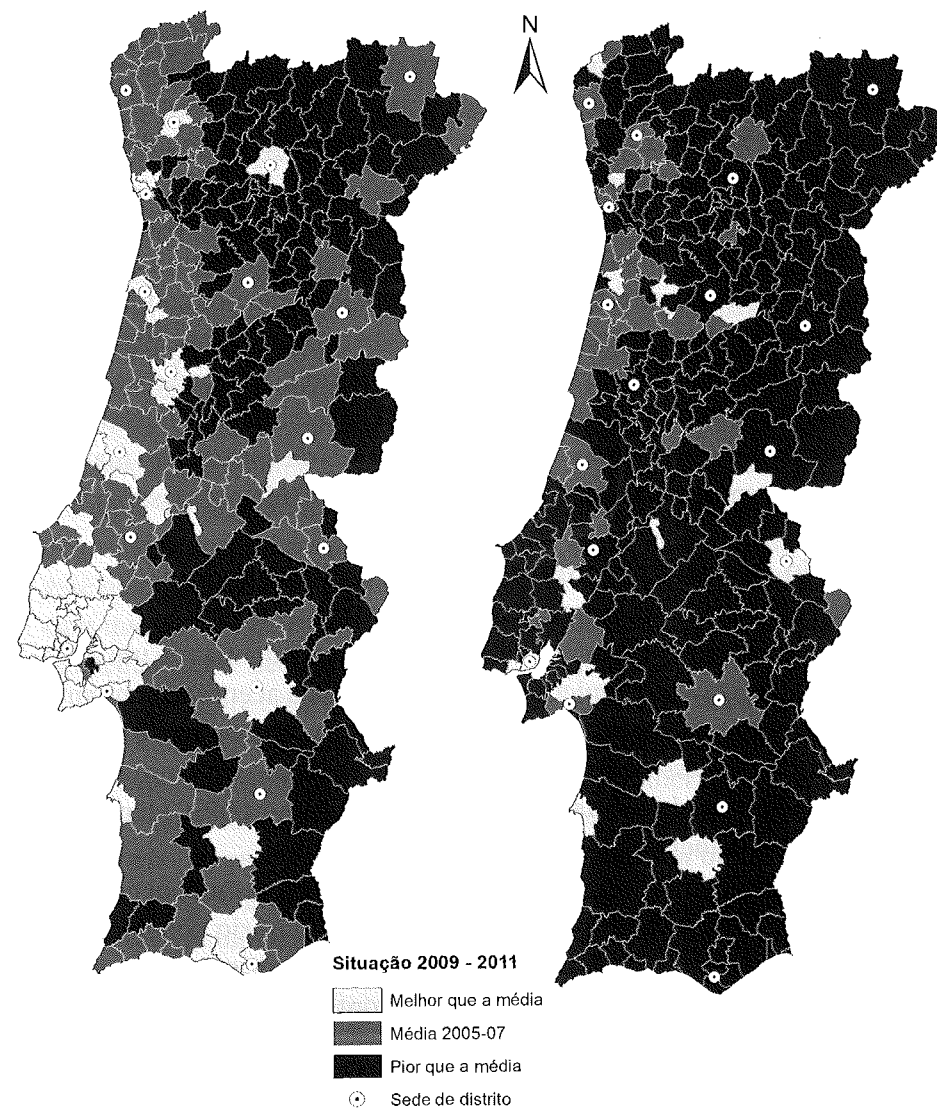 N
Situação 2009 - 2011
Melhor que a média
Média 2005-07
Pior que a média
Sede de distrito